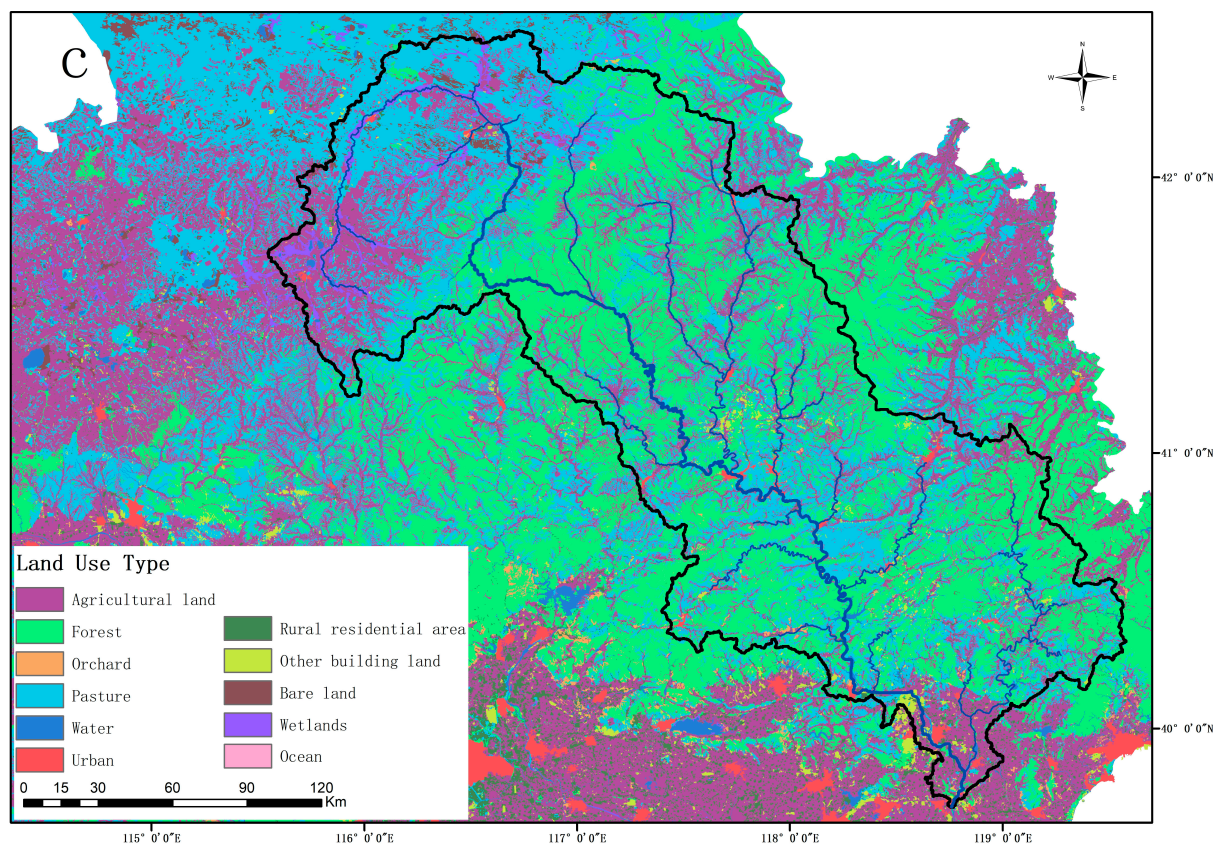 C
N
W E
S
42° 0′0″N
41° 0′0″N
40° 0′0″N
Land Use Type
Agricultural land
Forest
Orchard
Pasture
Water
Urban
Rural residential area
Other building land
Bare land
Wetlands
Ocean
0 15 30 60 90 120
Km
115° 0′0″E 116° 0′0″E 117° 0′0″E 118° 0′0″E 119° 0′0″E